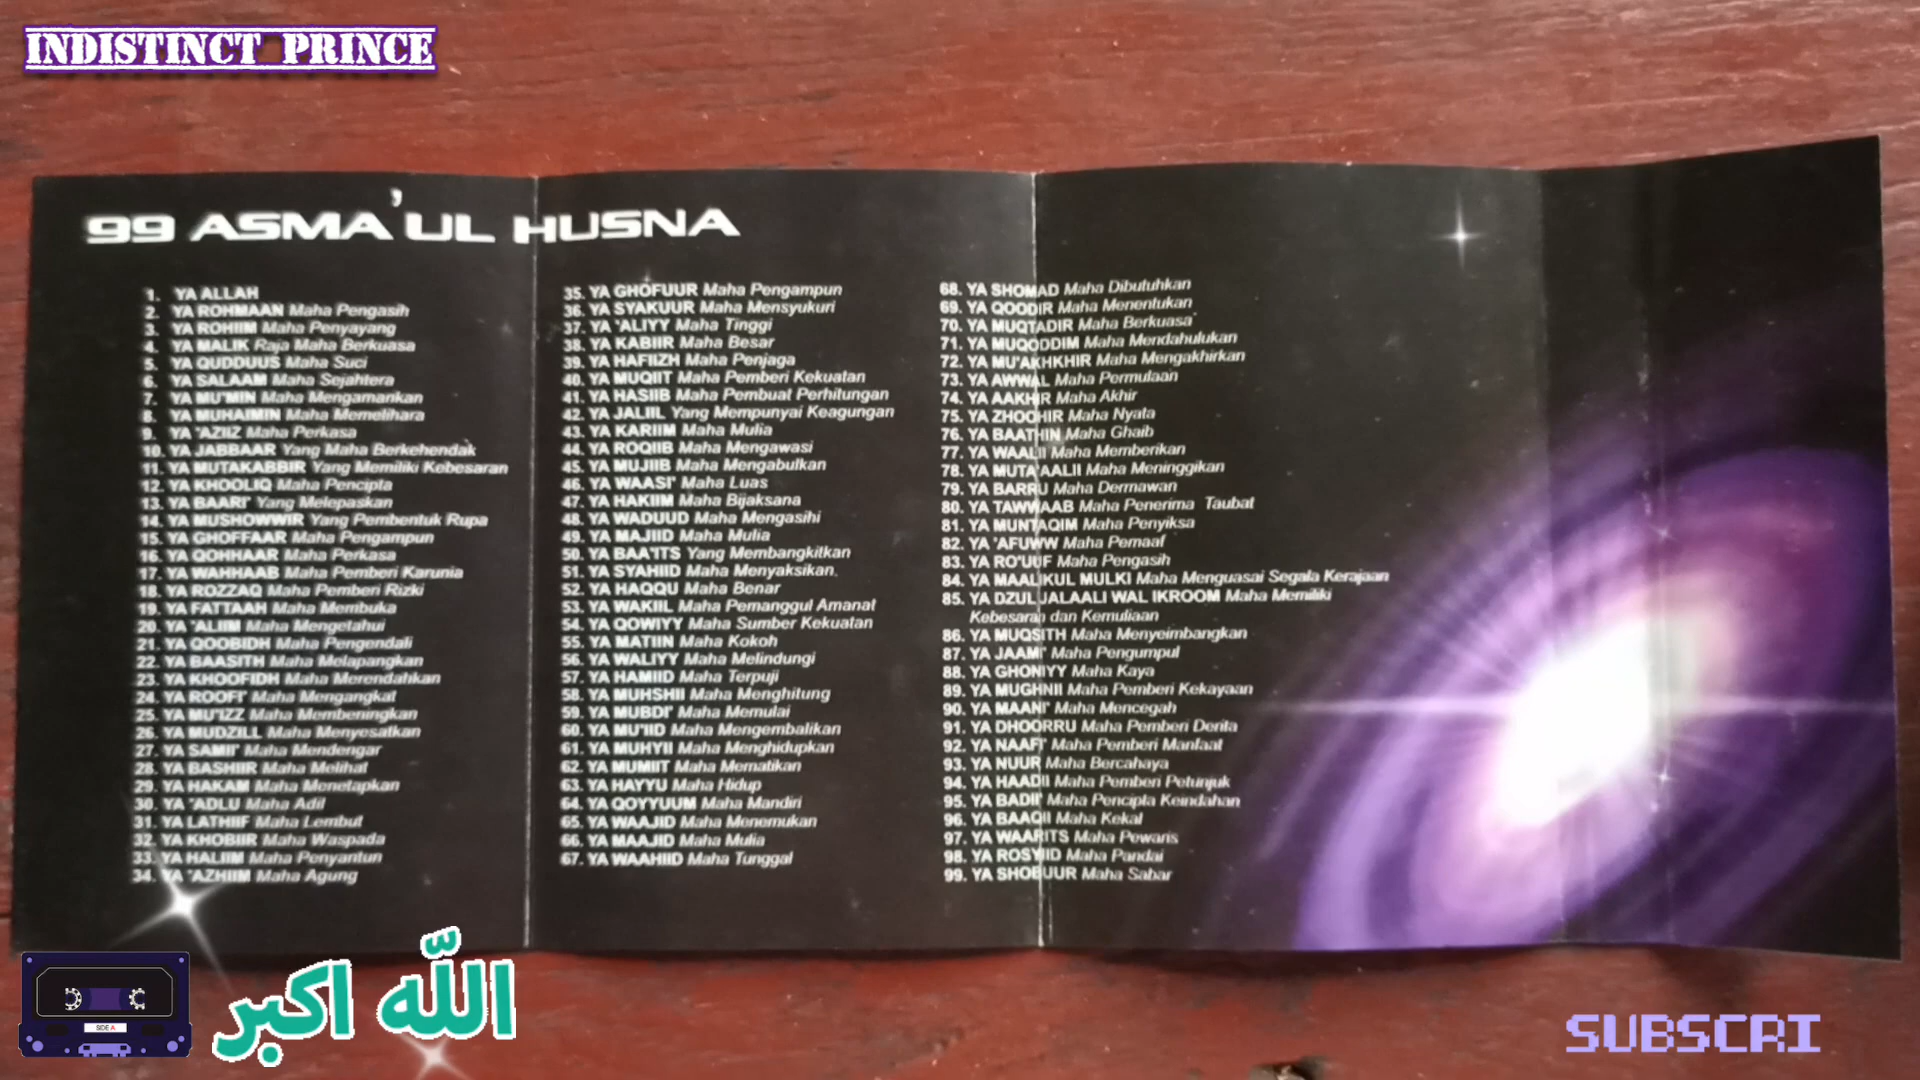 INDISTINCT PRINCE
99 ASMA'UL HUSNA
1. YA ALLAH
2. YA ROHMAAN Maha Pengasih
3. YA ROHIIM Maha Penyayang
4. YA MALIK Raja Maha Berkuasa
5. YA QUDDUUS Maha Suci
6. YA SALAAM Maha Sejahtera
7. YA MU'MIN Maha Mengamankan
8. YA MUHAIMIN Maha Memelihara
9. YA 'AZIIZ Maha Perkasa
10. YA JABBAAR Yang Maha Berkehendak
11. YA MUTAKABBIR Yang Memiliki Kebesaran
12. YA KHOOLIQ Maha Pencipta
13. YA BAARI' Yang Melepaskan
14. YA MUSHOWWIR Yang Pembentuk Rupa
15. YA GHOFFAAR Maha Pengampun
16. YA QOHHAAR Maha Perkasa
17. YA WAHHAAB Maha Pemberi Karunia
18. YA ROZZAQ Maha Pemberi Rizki
19. YA FATTAAH Maha Membuka
20. YA 'ALIIM Maha Mengetahui
21. YA QOOBIDH Maha Pengendali
22. YA BAASITH Maha Melapangkan
23. YA KHOOFIDH Maha Merendahkan
24. YA ROOFI' Maha Mengangkat
25. YA MU'IZZ Maha Membeningkan
26. YA MUDZILL Maha Menyesatkan
27. YA SAMII' Maha Mendengar
28. YA BASHIIR Maha Melihat
29. YA HAKAM Maha Menetapkan
30. YA 'ADLU Maha Adil
31. YA LATHIIF Maha Lembut
32. YA KHOBIIR Maha Waspada
33. YA HALIIM Maha Penyantun
34. YA 'AZHIIM Maha Agung
35. YA GHOFUUR Maha Pengampun
36. YA SYAKUUR Maha Mensyukuri
37. YA 'ALIYY Maha Tinggi
38. YA KABIIR Maha Besar
39. YA HAFIIZH Maha Penjaga
40. YA MUQIIT Maha Pemberi Kekuatan
41. YA HASIIB Maha Pembuat Perhitungan
42. YA JALIIL Yang Mempunyai Keagungan
43. YA KARIIM Maha Mulia
44. YA ROQIIB Maha Mengawasi
45. YA MUJIIB Maha Mengabulkan
46. YA WAASI' Maha Luas
47. YA HAKIIM Maha Bijaksana
48. YA WADUUD Maha Mengasihi
49. YA MAJIID Maha Mulia
50. YA BAA'ITS Yang Membangkitkan
51. YA SYAHIID Maha Menyaksikan.
52. YA HAQQU Maha Benar
53. YA WAKIIL Maha Pemanggul Amanat
54. YA QOWIYY Maha Sumber Kekuatan
55. YA MATIIN Maha Kokoh
56. YA WALIYY Maha Melindungi
57. YA HAMIID Maha Terpuji
58. YA MUHSHII Maha Menghitung
59. YA MUBDI' Maha Memulai
60. YA MU'IID Maha Mengembalikan
61. YA MUHYII Maha Menghidupkan
62. YA MUMIIT Maha Mematikan
63. YA HAYYU Maha Hidup
64. YA QOYYUUM Maha Mandiri
65. YA WAAJID Maha Menemukan
66. YA MAAJID Maha Mulia
67. YA WAAHIID Maha Tunggal
68. YA SHOMAD Maha Dibutuhkan
69. YA QOODIR Maha Menentukan
70. YA MUQTADIR Maha Berkuasa
71. YA MUQODDIM Maha Mendahulukan
72. YA MU'AKHKHIR Maha Mengakhirkan
73. YA AWWAL Maha Permulaan
74. YA AAKHIR Maha Akhir
75. YA ZHOOHIR Maha Nyata
76. YA BAATHIN Maha Ghaib
77. YA WAALII Maha Memberikan
78. YA MUTA'AALII Maha Meninggikan
79. YA BARRU Maha Dermawan
80. YA TAWWAAB Maha Penerima Taubat
81. YA MUNTAQIM Maha Penyiksa
82. YA 'AFUWW Maha Pemaaf
83. YA RO'UUF Maha Pengasih
84. YA MAALIKUL MULKI Maha Menguasai Segala Kerajaan
85. YA DZULJALAALI WAL IKROOM Maha Memiliki
Kebesaran dan Kemuliaan
86. YA MUQSITH Maha Menyeimbangkan
87. YA JAAMI' Maha Pengumpul
88. YA GHONIYY Maha Kaya
89. YA MUGHNII Maha Pemberi Kekayaan
90. YA MAANI' Maha Mencegah
91. YA DHOORRU Maha Pemberi Derita
92. YA NAAFI' Maha Pemberi Manfaat
93. YA NUUR Maha Bercahaya
94. YA HAADII Maha Pemberi Petunjuk
95. YA BADII' Maha Pencipta Keindahan
96. YA BAAQII Maha Kekal
97. YA WAARITS Maha Pewaris
98. YA ROSYIID Maha Pandai
99. YA SHOBUUR Maha Sabar
SIDE A
اللّه اكبر
SUBSCRI